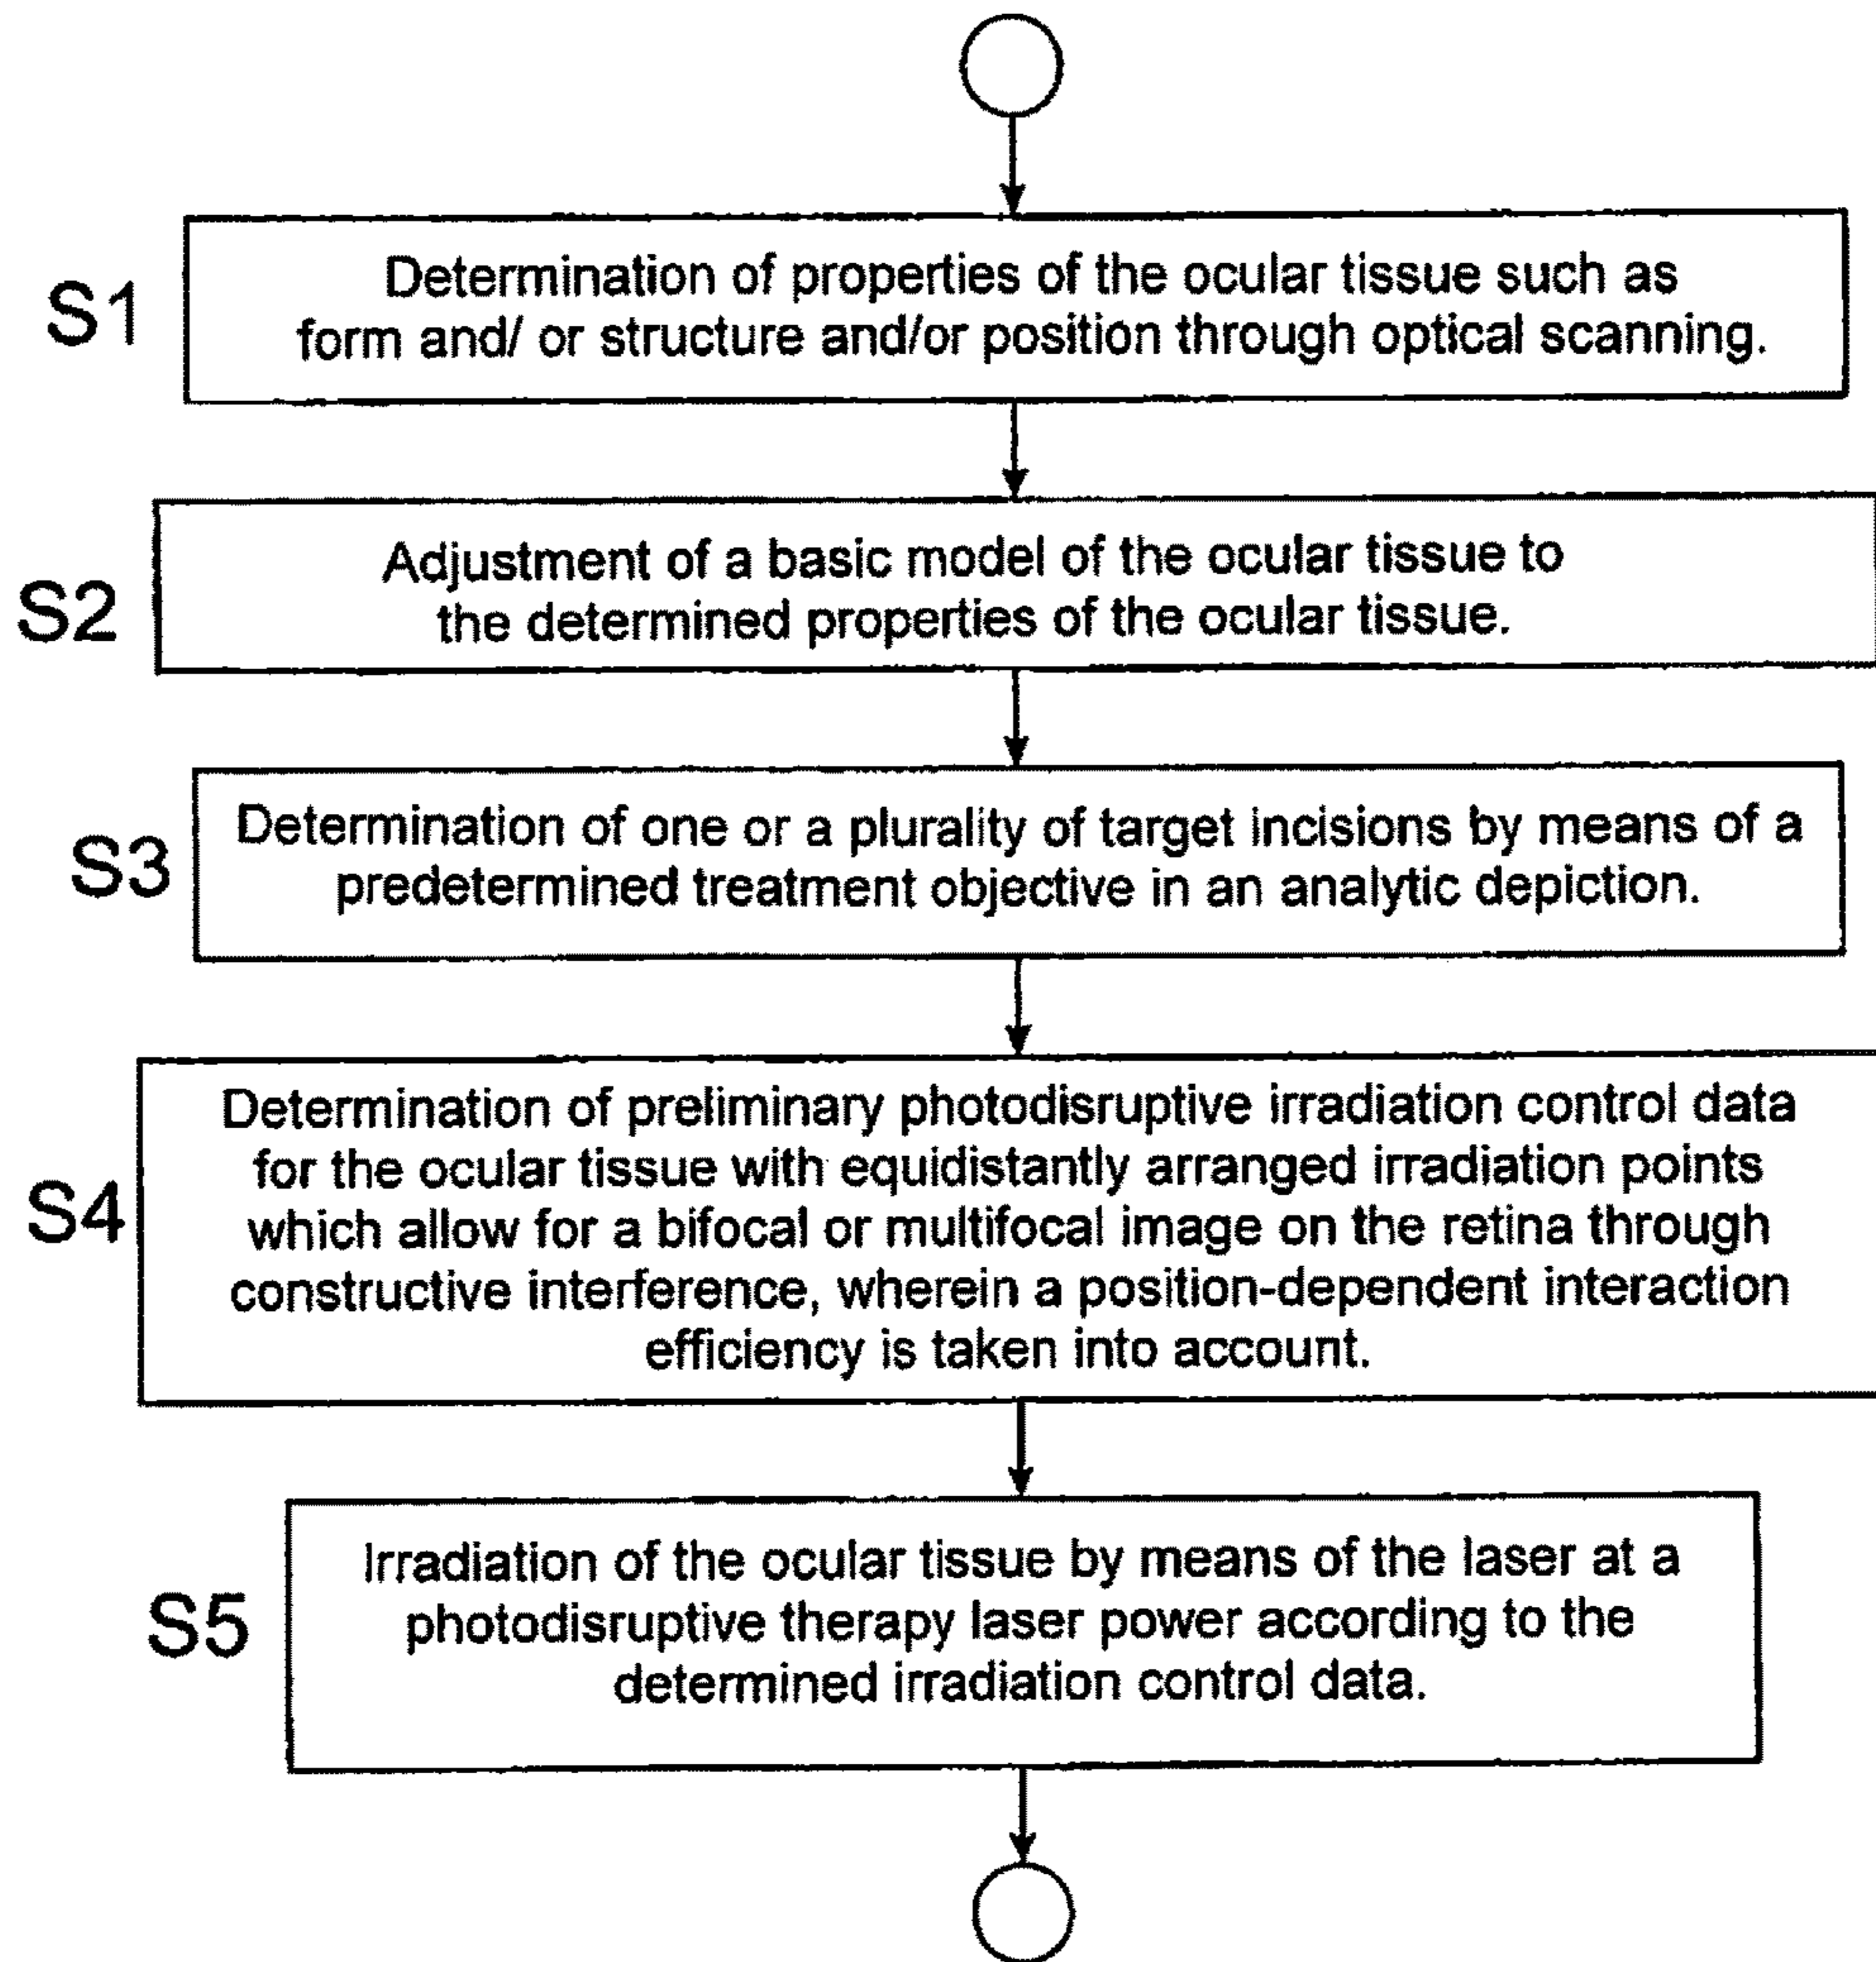 S1
Determination of properties of the ocular tissue such as
form and/ or structure and/or position through optical scanning.
S2
Adjustment of a basic model of the ocular tissue to
the determined properties of the ocular tissue.
S3
Determination of one or a plurality of target incisions by means of a
predetermined treatment objective in an analytic depiction.
S4
Determination of preliminary photodisruptive irradiation control data
for the ocular tissue with equidistantly arranged irradiation points
which allow for a bifocal or multifocal image on the retina through
constructive interference, wherein a position-dependent interaction
efficiency is taken into account.
S5
Irradiation of the ocular tissue by means of the laser at a
photodisruptive therapy laser power according to the
determined irradiation control data.